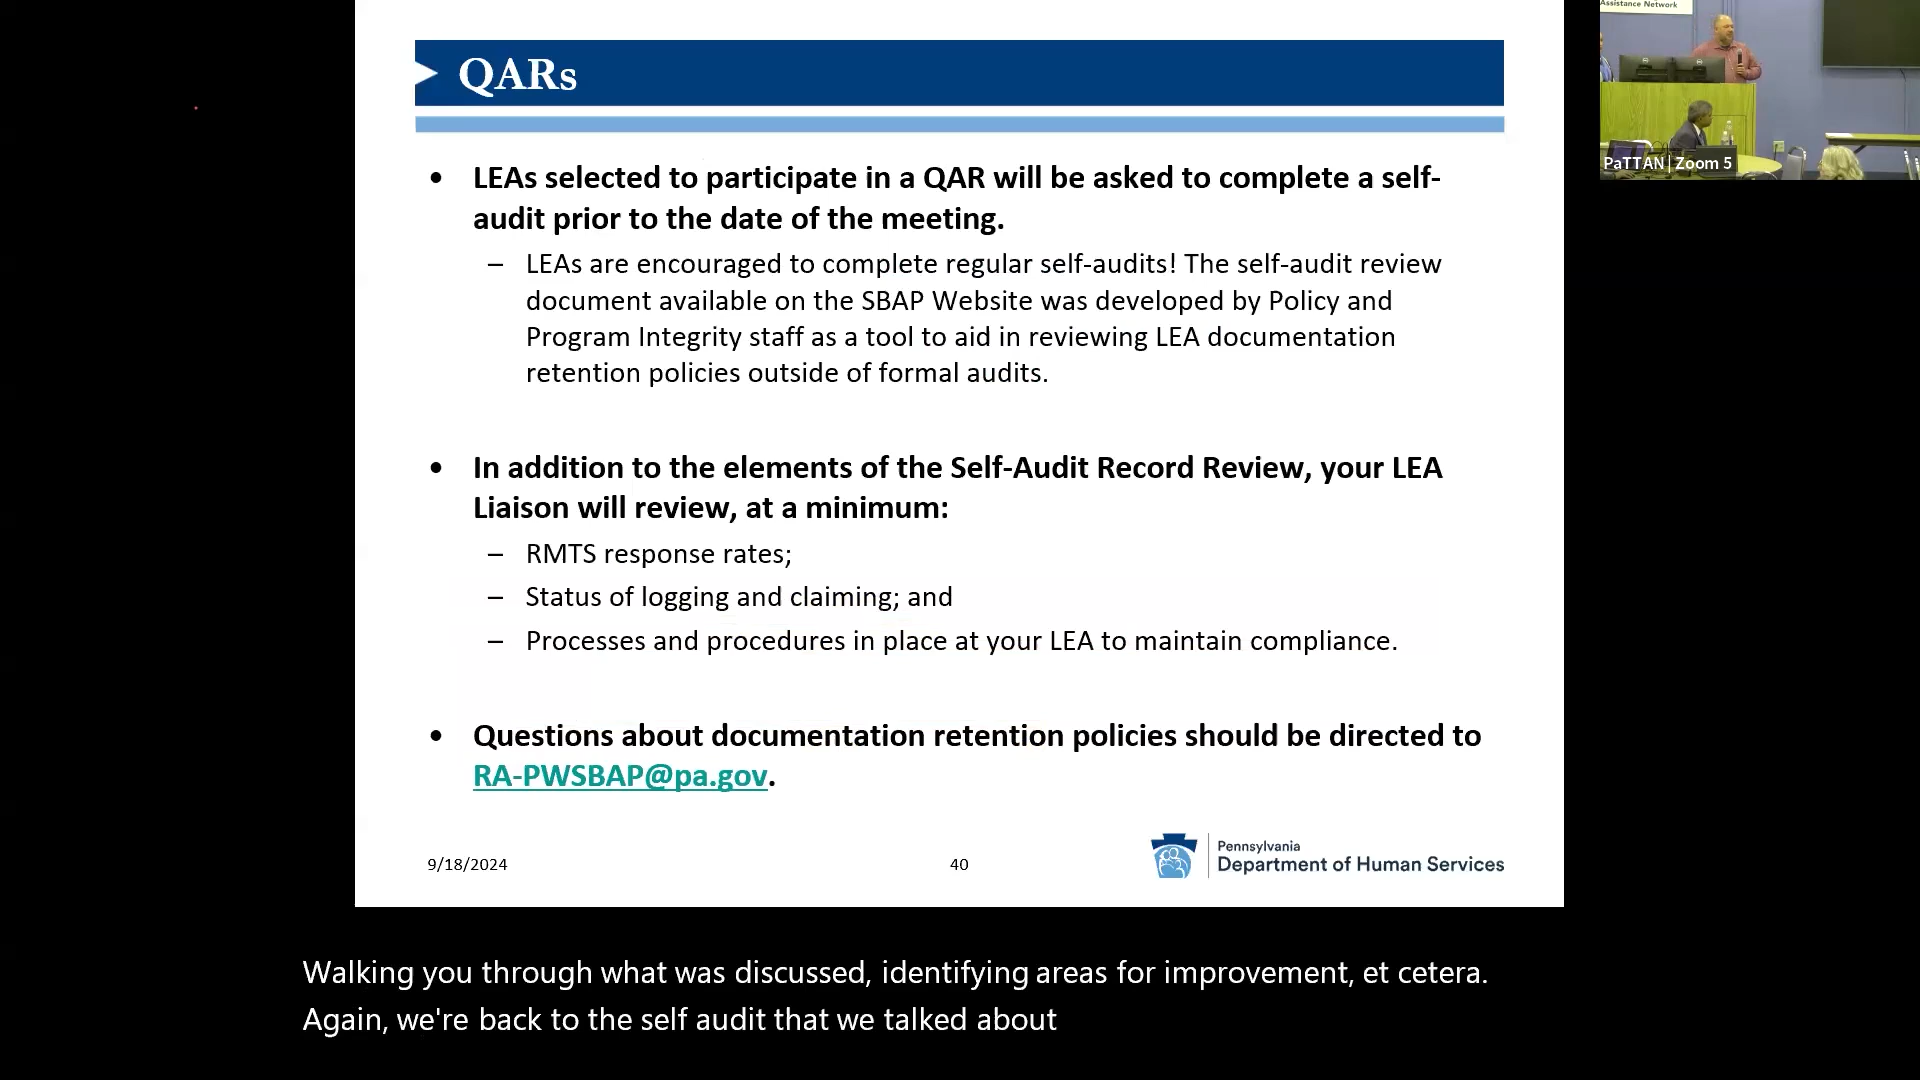 Assistance Network
QARs
• LEAs selected to participate in a QAR will be asked to complete a self-
audit prior to the date of the meeting.
– LEAs are encouraged to complete regular self-audits! The self-audit review
document available on the SBAP Website was developed by Policy and
Program Integrity staff as a tool to aid in reviewing LEA documentation
retention policies outside of formal audits.
• In addition to the elements of the Self-Audit Record Review, your LEA
Liaison will review, at a minimum:
– RMTS response rates;
– Status of logging and claiming; and
– Processes and procedures in place at your LEA to maintain compliance.
• Questions about documentation retention policies should be directed to
RA-PWSBAP@pa.gov.
9/18/2024
40
Pennsylvania
Department of Human Services
PaTTAN | Zoom 5
Walking you through what was discussed, identifying areas for improvement, et cetera.
Again, we're back to the self audit that we talked about